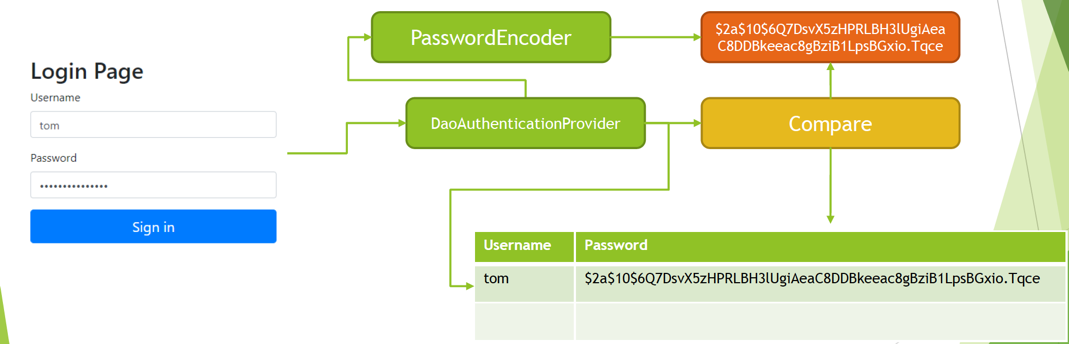 PasswordEncoder
$2a$10$6Q7DsvX5zHPRLBH3lUgiAea
C8DDBkeeac8gBziB1LpsBGxio.Tqce
Login Page
Username
tom
Password
•••••••••••••••
Sign in
DaoAuthenticationProvider
Compare
Username Password
tom $2a$10$6Q7DsvX5zHPRLBH3lUgiAeaC8DDBkeeac8gBziB1LpsBGxio.Tqce